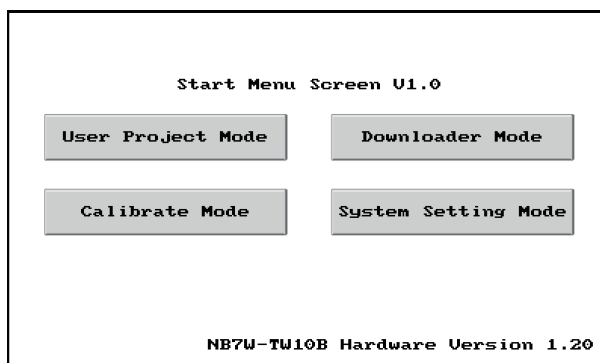 Start Menu Screen V1.0
User Project Mode
Downloader Mode
Calibrate Mode
System Setting Mode
NB7W-TW10B Hardware Version 1.20